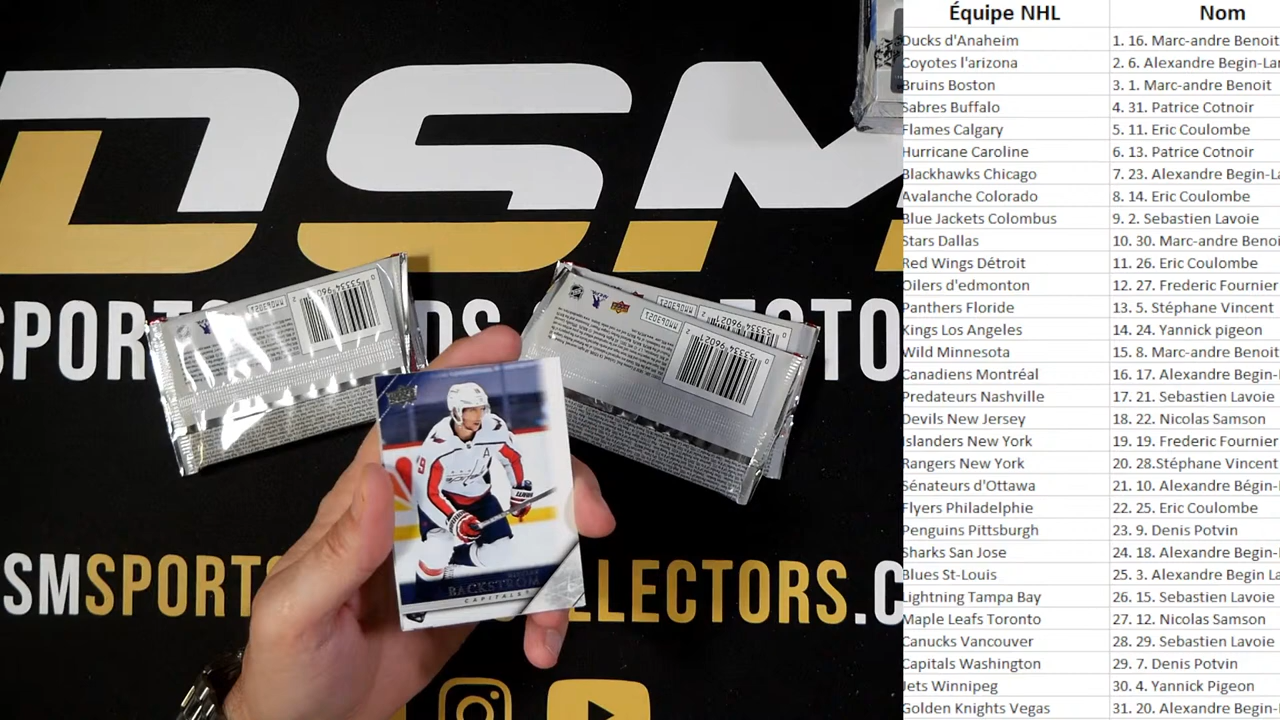 Équipe NHL Nom
Ducks d'Anaheim 1. 16. Marc-andre Benoit
Coyotes l'arizona 2. 6. Alexandre Begin-La
Bruins Boston 3. 1. Marc-andre Benoit
Sabres Buffalo 4. 31. Patrice Cotnoir
Flames Calgary 5. 11. Eric Coulombe
Hurricane Caroline 6. 13. Patrice Cotnoir
Blackhawks Chicago 7. 23. Alexandre Begin-La
Avalanche Colorado 8. 14. Eric Coulombe
Blue Jackets Colombus 9. 2. Sebastien Lavoie
Stars Dallas 10. 30. Marc-andre Benoi
Red Wings Détroit 11. 26. Eric Coulombe
Oilers d'edmonton 12. 27. Frederic Fournier
Panthers Floride 13. 5. Stéphane Vincent
Kings Los Angeles 14. 24. Yannick pigeon
Wild Minnesota 15. 8. Marc-andre Benoit
Canadiens Montréal 16. 17. Alexandre Begin-
Predateurs Nashville 17. 21. Sebastien Lavoie
Devils New Jersey 18. 22. Nicolas Samson
Islanders New York 19. 19. Frederic Fournier
Rangers New York 20. 28.Stéphane Vincent
Sénateurs d'Ottawa 21. 10. Alexandre Bégin-
Flyers Philadelphie 22. 25. Eric Coulombe
Penguins Pittsburgh 23. 9. Denis Potvin
Sharks San Jose 24. 18. Alexandre Begin-
Blues St-Louis 25. 3. Alexandre Begin La
Lightning Tampa Bay 26. 15. Sebastien Lavoie
Maple Leafs Toronto 27. 12. Nicolas Samson
Canucks Vancouver 28. 29. Sebastien Lavoie
Capitals Washington 29. 7. Denis Potvin
Jets Winnipeg 30. 4. Yannick Pigeon
Golden Knights Vegas 31. 20. Alexandre Begin-
DSM
SPORT
DS
ECTO
SMSPORT
LLECTORS.C
BACKSTROM
CAPITALS